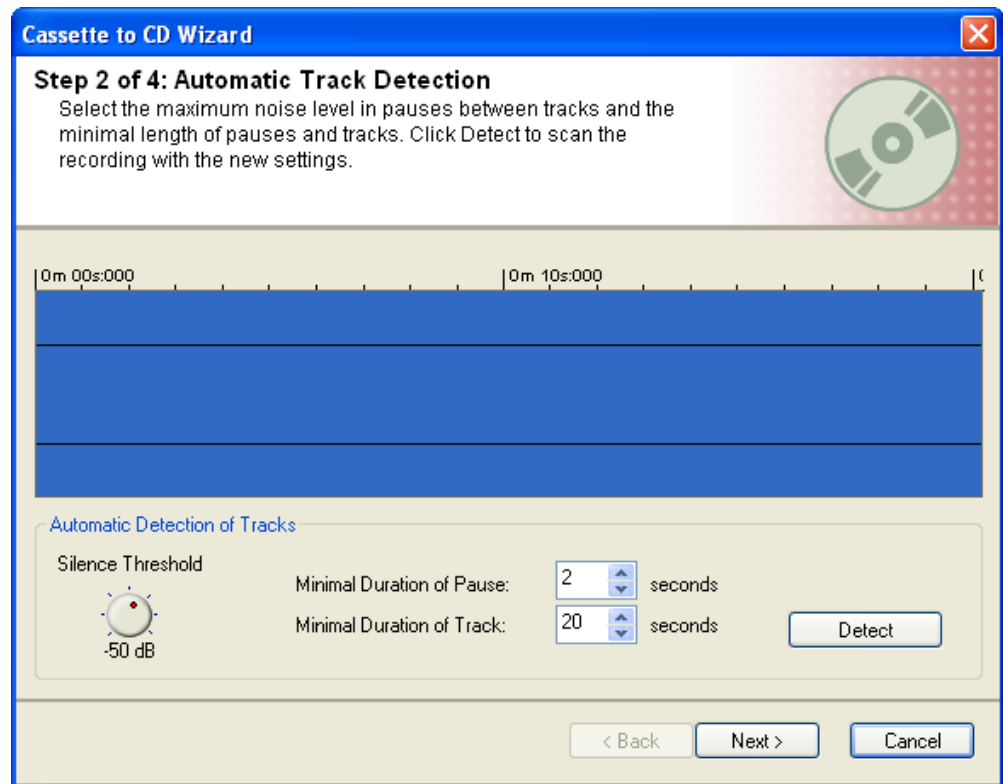 Cassette to CD Wizard
Step 2 of 4: Automatic Track Detection
Select the maximum noise level in pauses between tracks and the
minimal length of pauses and tracks. Click Detect to scan the
recording with the new settings.
0m 00s:000 0m 10s:000
Automatic Detection of Tracks
Silence Threshold
-50 dB
Minimal Duration of Pause: 2 seconds
Minimal Duration of Track: 20 seconds
Detect
< Back Next > Cancel